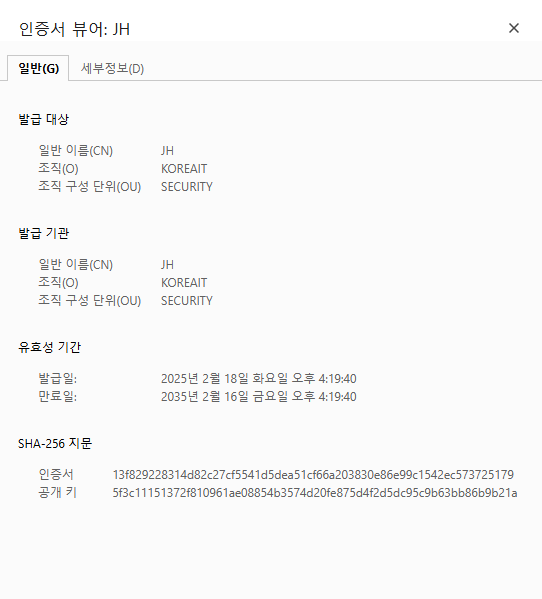 인증서 뷰어: JH
일반(G) 세부정보(D)
발급 대상
일반 이름(CN) JH
조직(O) KOREAIT
조직 구성 단위(OU) SECURITY
발급 기관
일반 이름(CN) JH
조직(O) KOREAIT
조직 구성 단위(OU) SECURITY
유효성 기간
발급일: 2025년 2월 18일 화요일 오후 4:19:40
만료일: 2035년 2월 16일 금요일 오후 4:19:40
SHA-256 지문
인증서 13f829228314d82c27cf5541d5dea51cf66a203830e86e99c1542ec573725179
공개 키 5f3c11151372f810961ae08854b3574d20fe875d4f2d5dc95c9b63bb86b9b21a